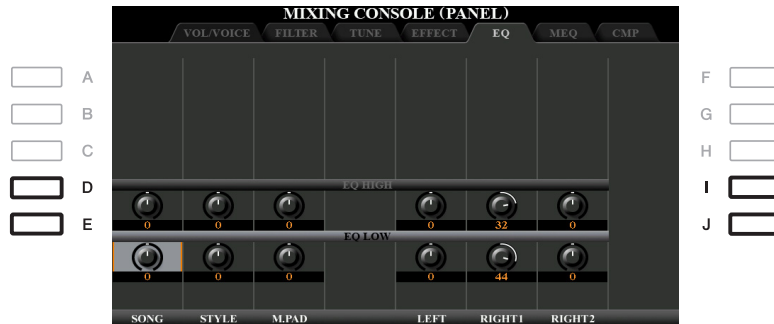 MIXING CONSOLE (PANEL)
VOL/VOICE FILTER TUNE EFFECT EQ MEQ CMP
A F
B G
C H
D I
E J
EQ HIGH
0 0 0 0 32 0
EQ LOW
0 0 0 0 44 0
SONG STYLE M.PAD LEFT RIGHT1 RIGHT2